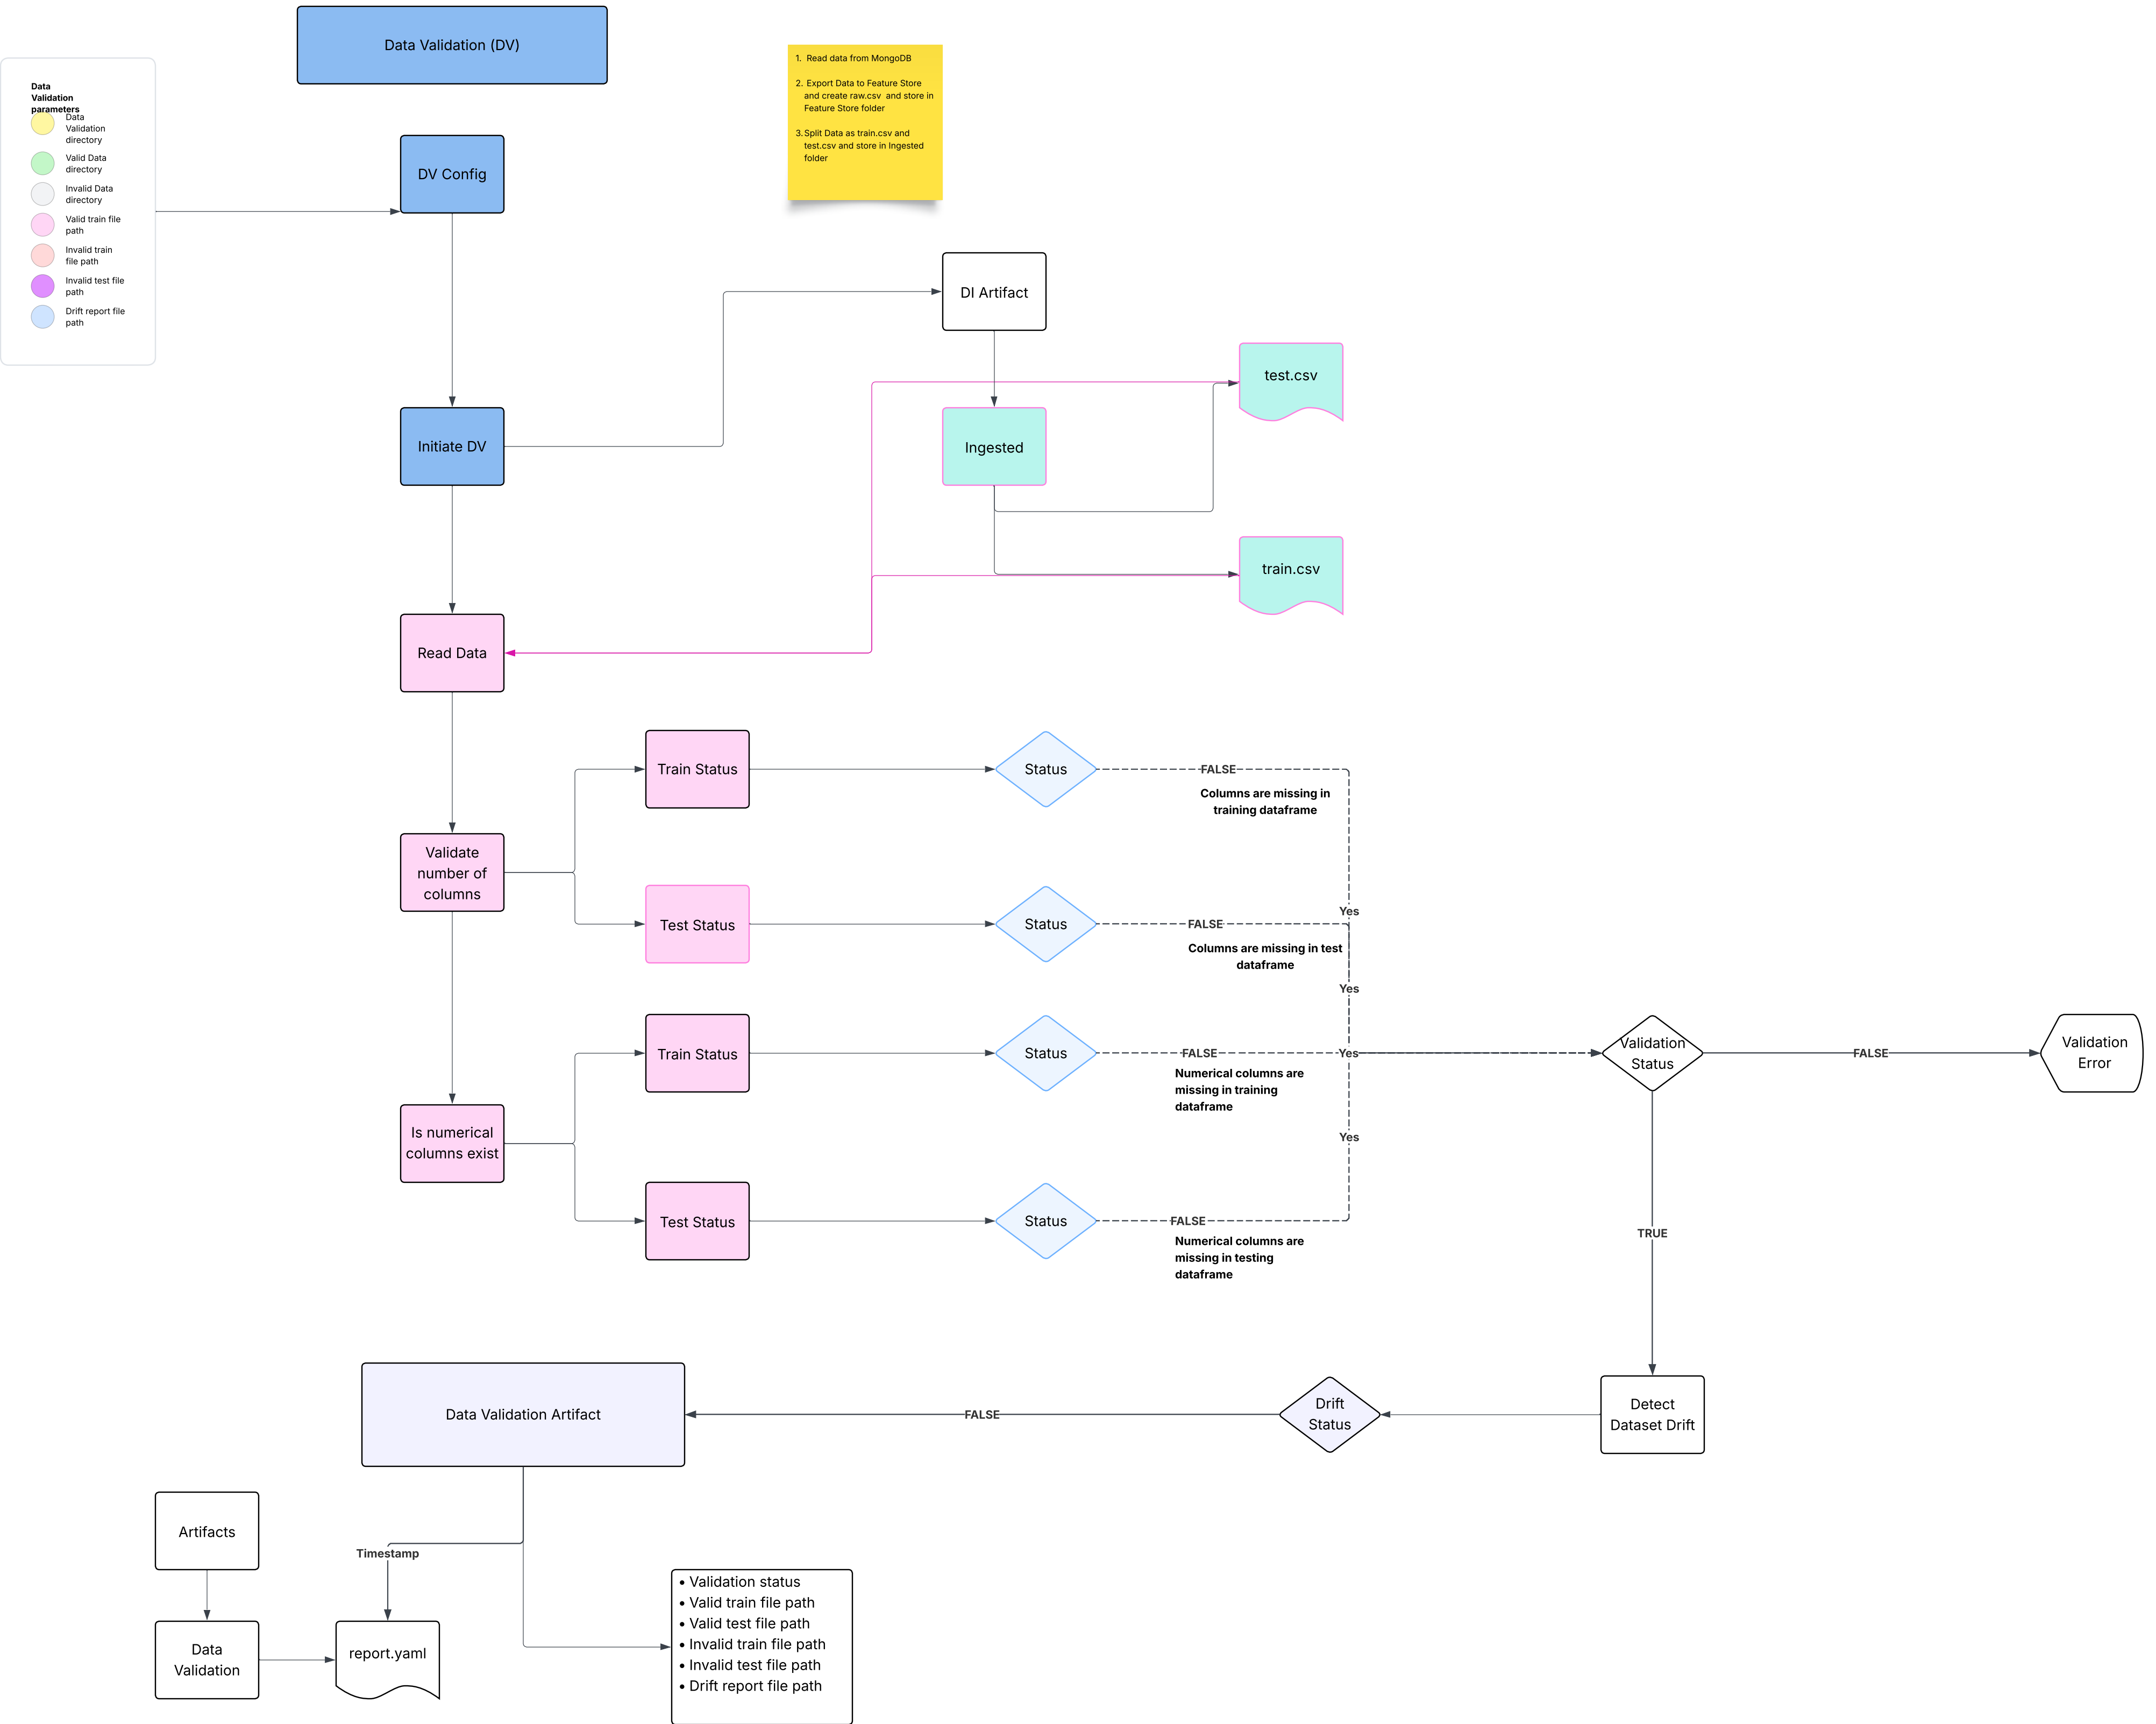 Data Validation (DV)
Data
Validation
parameters
Data
Validation
directory
Valid Data
directory
Invalid Data
directory
Valid train file
path
Invalid train
file path
Invalid test file
path
Drift report file
path
1. Read data from MongoDB
2. Export Data to Feature Store
and create raw.csv and store in
Feature Store folder
3. Split Data as train.csv and
test.csv and store in Ingested
folder
DV Config
DI Artifact
test.csv
Initiate DV
Ingested
train.csv
Read Data
Train Status
Status
FALSE
Columns are missing in
training dataframe
Validate
number of
columns
Yes
Test Status
Status
FALSE
Columns are missing in test
dataframe
Yes
Train Status
Status
FALSE
Yes
Numerical columns are
missing in training
dataframe
Validation
Status
FALSE
Validation
Error
Is numerical
columns exist
Yes
Test Status
Status
FALSE
Numerical columns are
missing in testing
dataframe
TRUE
Data Validation Artifact
FALSE
Drift
Status
Detect
Dataset Drift
Artifacts
Timestamp
Data
Validation
report.yaml
• Validation status
• Valid train file path
• Valid test file path
• Invalid train file path
• Invalid test file path
• Drift report file path